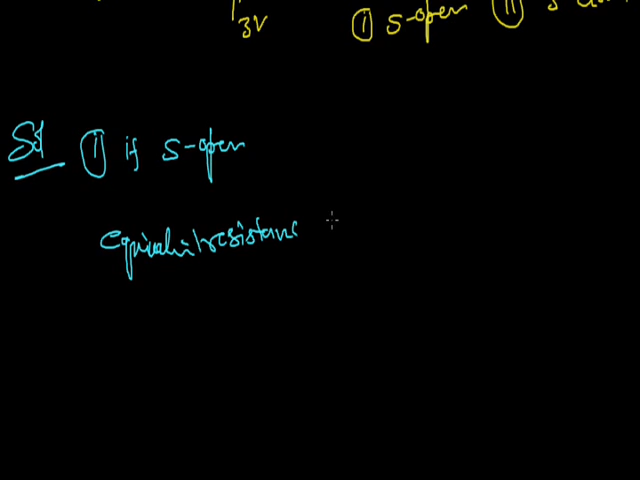 3V (i) S-open (ii) S
Sol (i) if S-open
equivalent resistance